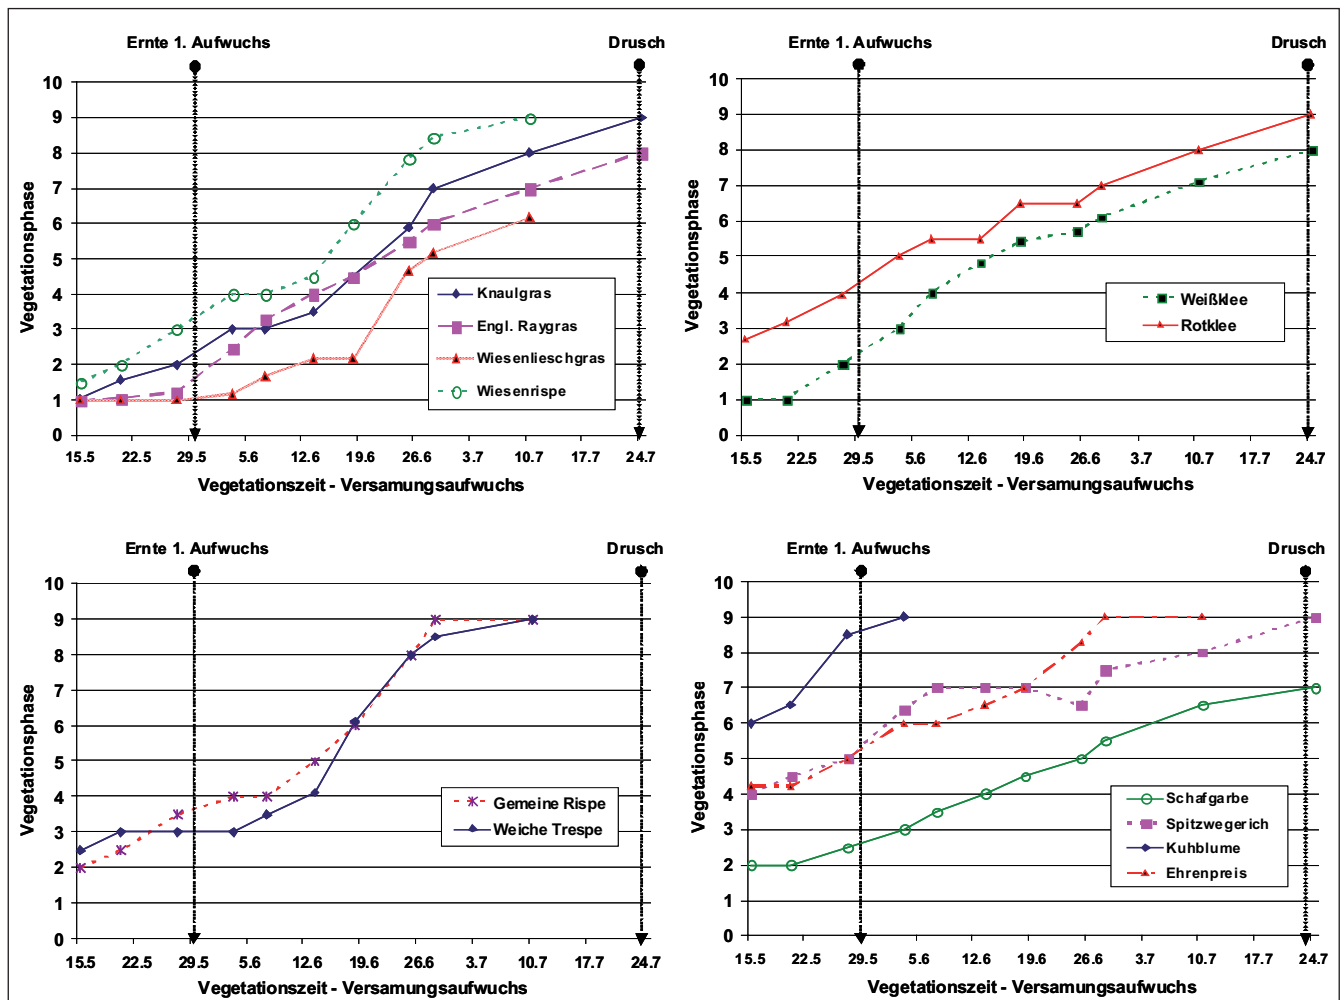 Ernte 1. Aufwuchs
Drusch
10
9
8
7
6
5
4
3
2
1
0
Vegetationsphase
Knaulgras
Engl. Raygras
Wiesenlieschgras
Wiesenrispe
15.5 22.5 29.5 5.6 12.6 19.6 26.6 3.7 10.7 17.7 24.7
Vegetationszeit - Versamungsaufwuchs
Ernte 1. Aufwuchs
Drusch
10
9
8
7
6
5
4
3
2
1
0
Vegetationsphase
Weißklee
Rotklee
15.5 22.5 29.5 5.6 12.6 19.6 26.6 3.7 10.7 17.7 24.7
Vegetationszeit - Versamungsaufwuchs
Ernte 1. Aufwuchs
Drusch
10
9
8
7
6
5
4
3
2
1
0
Vegetationsphase
Gemeine Rispe
Weiche Trespe
15.5 22.5 29.5 5.6 12.6 19.6 26.6 3.7 10.7 17.7 24.7
Vegetationszeit - Versamungsaufwuchs
Ernte 1. Aufwuchs
Drusch
10
9
8
7
6
5
4
3
2
1
0
Vegetationsphase
Schafgarbe
Spitzwegerich
Kuhblume
Ehrenpreis
15.5 22.5 29.5 5.6 12.6 19.6 26.6 3.7 10.7 17.7 24.7
Vegetationszeit - Versamungsaufwuchs